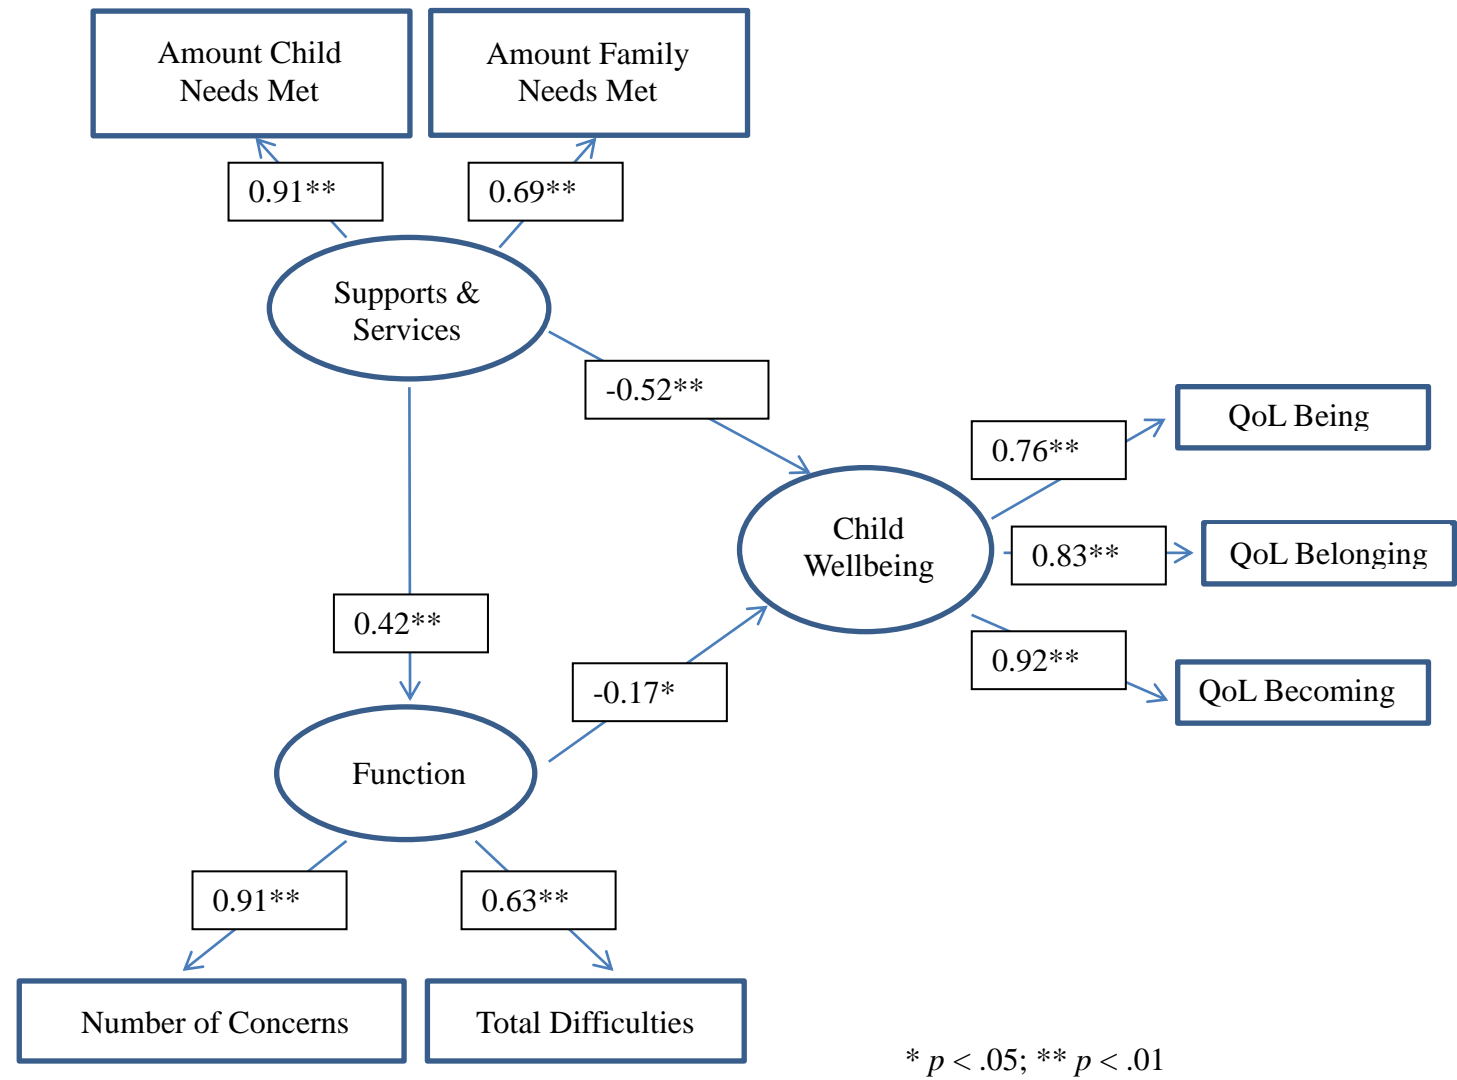 Amount Child
Needs Met
Amount Family
Needs Met
0.91**
0.69**
Supports &
Services
-0.52**
QoL Being
0.76**
Child
Wellbeing
0.83**
QoL Belonging
0.42**
0.92**
-0.17*
QoL Becoming
Function
0.91**
0.63**
Number of Concerns
Total Difficulties
* p < .05; ** p < .01